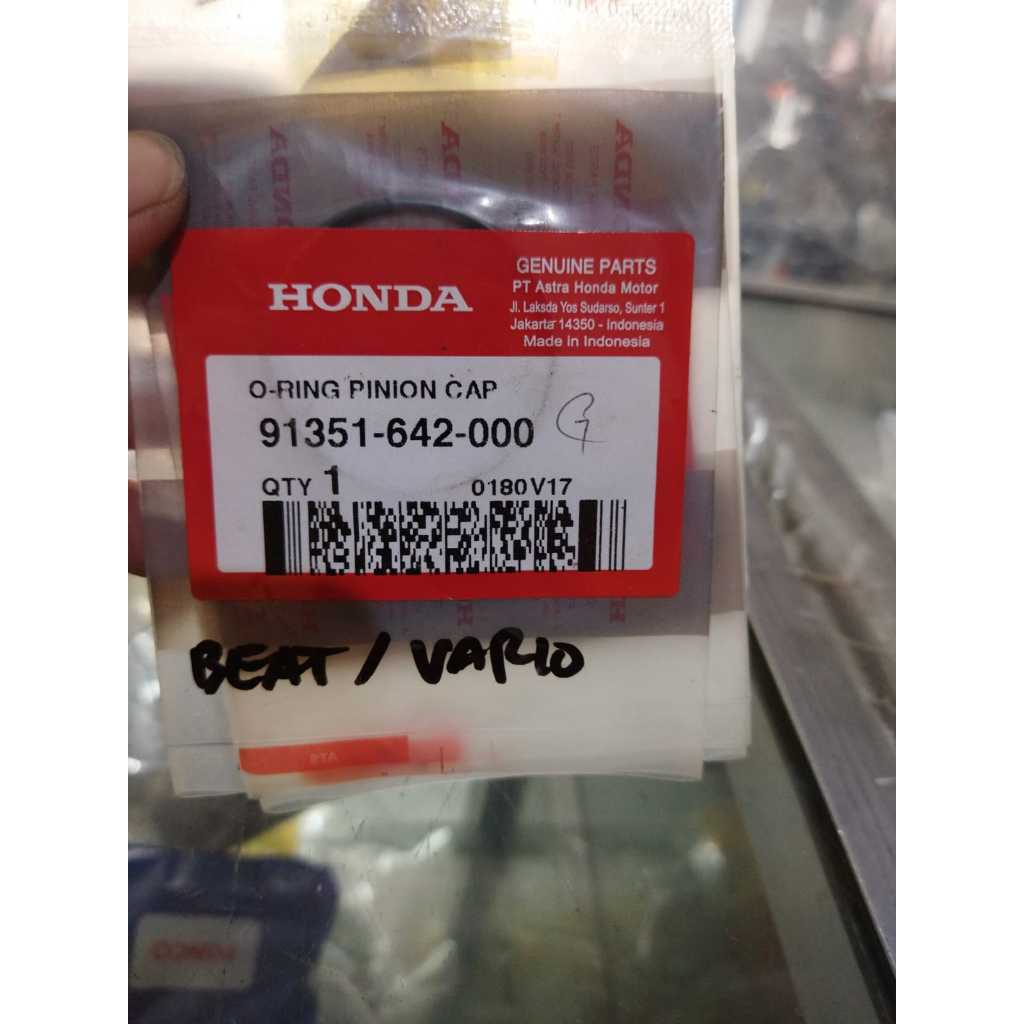 HONDA
GENUINE PARTS
PT Astra Honda Motor
Jl. Laksda Yos Sudarso, Sunter 1
Jakarta 14350 - Indonesia
Made in Indonesia
O-RING PINION CAP
91351-642-000 G
QTY 1 0180V17
BEAT / VARIO